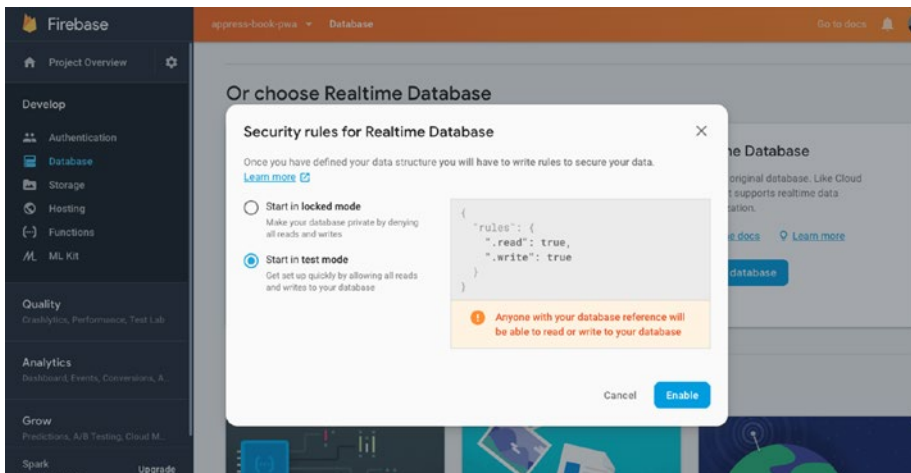 Firebase
appress-book-pwa
Database
Go to docs
Project Overview
Develop
Authentication
Database
Storage
Hosting
Functions
ML Kit
Quality
Crashlytics, Performance, Test Lab
Analytics
Dashboard, Events, Conversions, A..
Grow
Predictions, A/B Testing, Cloud M..
Spark
Upgrade
Or choose Realtime Database
Security rules for Realtime Database
Once you have defined your data structure you will have to write rules to secure your data.
Learn more
Start in locked mode
Make your database private by denying
all reads and writes
Start in test mode
Get set up quickly by allowing all reads
and writes to your database
{
"rules": {
".read": true,
".write": true
}
}
Anyone with your database reference will
be able to read or write to your database
Cancel
Enable
ne Database
original database. Like Cloud
t supports realtime data
zation.
e docs
Learn more
database